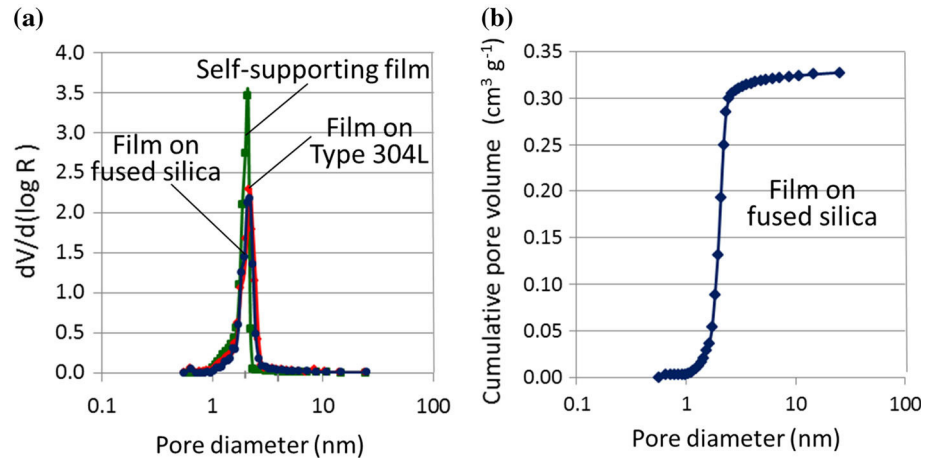 (a)
4.0
3.5
3.0
2.5
2.0
1.5
1.0
0.5
0.0
dV/d(log R)
Self-supporting film
Film on
Type 304L
Film on
fused silica
0.1
1
10
100
Pore diameter (nm)
(b)
0.35
0.30
0.25
0.20
0.15
0.10
0.05
0.00
Cumulative pore volume (cm³ g⁻¹)
Film on
fused silica
0.1
1
10
100
Pore diameter (nm)